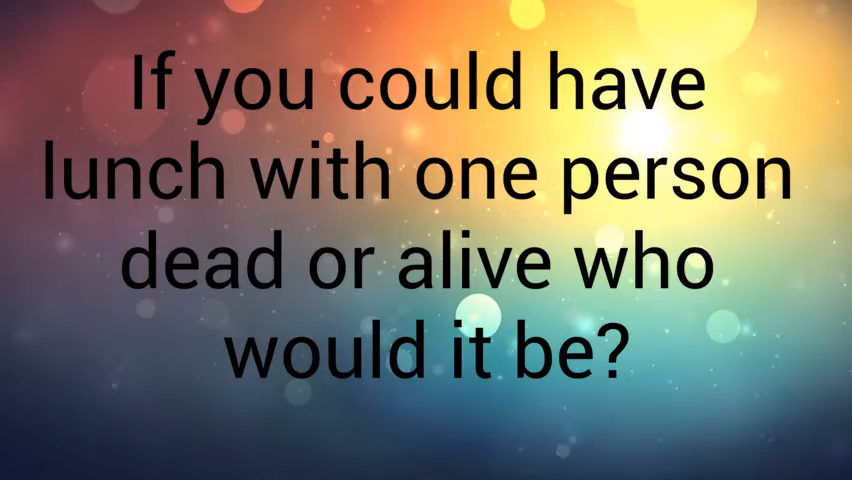 If you could have
lunch with one person
dead or alive who
would it be?